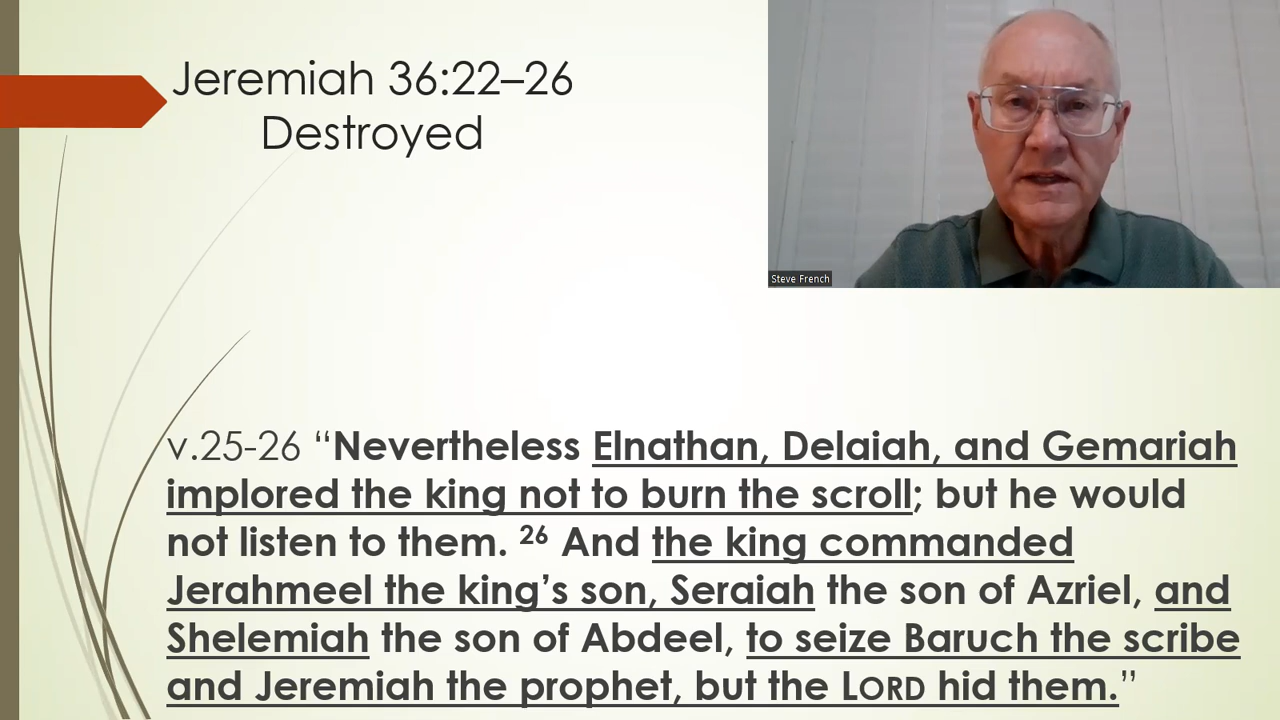 Jeremiah 36:22–26
Destroyed
Steve French
v.25-26 “Nevertheless Elnathan, Delaiah, and Gemariah
implored the king not to burn the scroll; but he would
not listen to them. ²⁶ And the king commanded
Jerahmeel the king’s son, Seraiah the son of Azriel, and
Shelemiah the son of Abdeel, to seize Baruch the scribe
and Jeremiah the prophet, but the LORD hid them.”